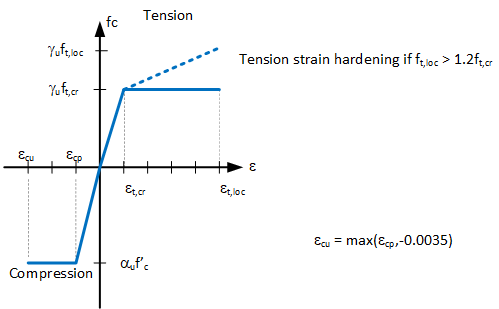 fc
Tension
γuft,loc
Tension strain hardening if ft,loc > 1.2ft,cr
γuft,cr
εcu
εcp
ε
εt,cr
εt,loc
εcu = max(εcp,-0.0035)
Compression
αuf'c